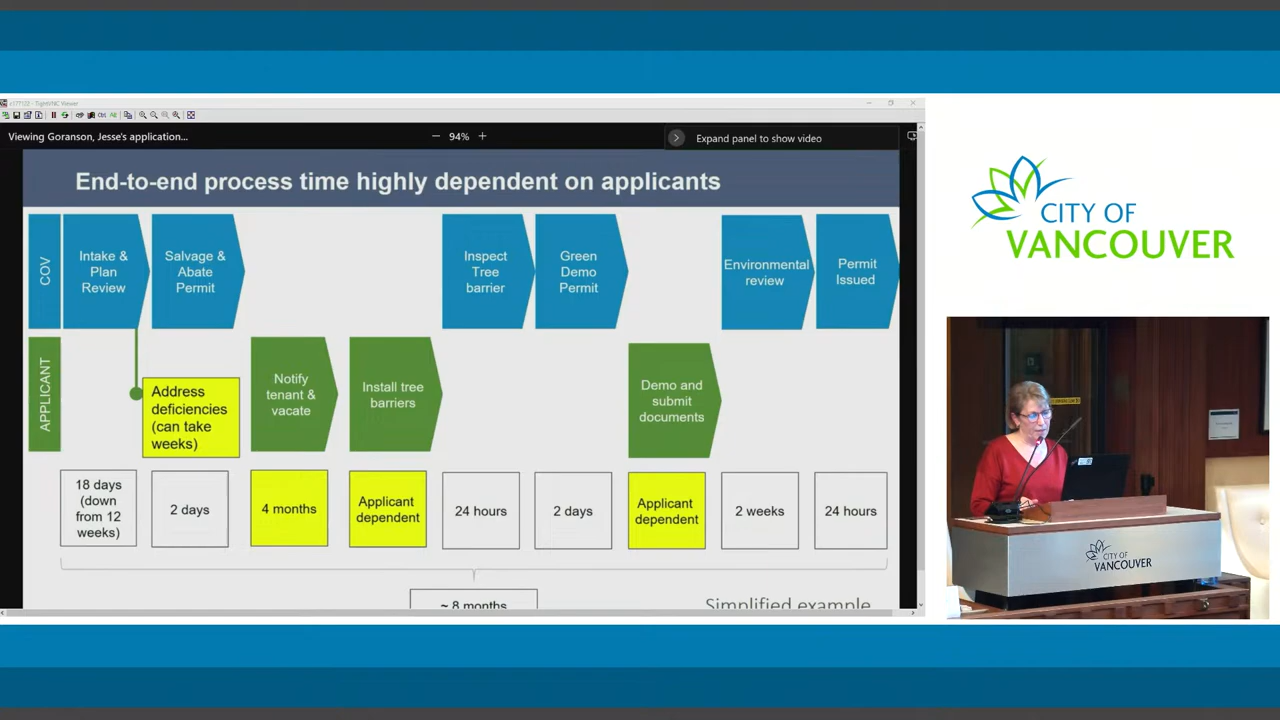 Viewing Goranson, Jesse's application...
94%
Expand panel to show video
End-to-end process time highly dependent on applicants
COV
Intake &
Plan
Review
Salvage &
Abate
Permit
Inspect
Tree
barrier
Green
Demo
Permit
Environmental
review
Permit
Issued
APPLICANT
Address
deficiencies
(can take
weeks)
Notify
tenant &
vacate
Install tree
barriers
Demo and
submit
documents
18 days
(down
from 12
weeks)
2 days
4 months
Applicant
dependent
24 hours
2 days
Applicant
dependent
2 weeks
24 hours
~ 8 months
Simplified example
CITY OF
VANCOUVER
CITY OF
VANCOUVER